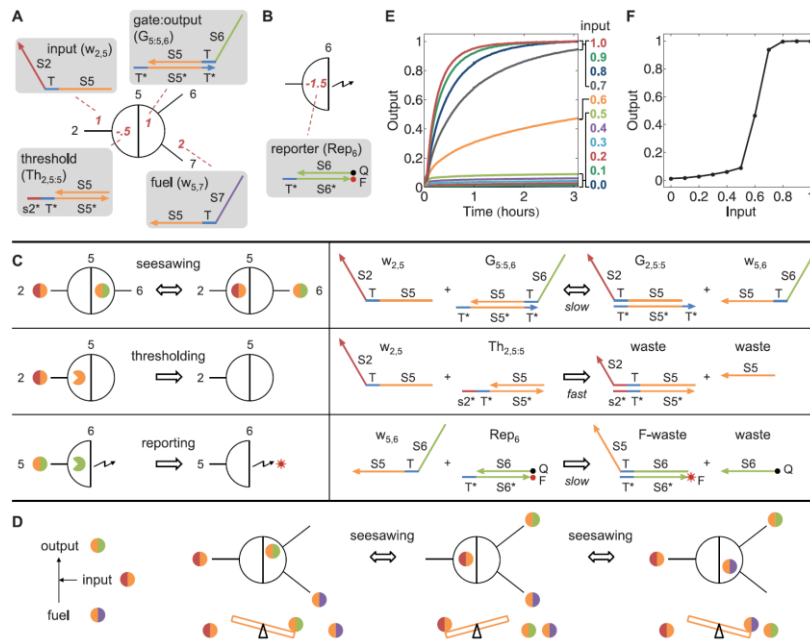 A
input (w2,5)
S2
T
S5
gate:output
(G5:5,6)
S6
S5
T
T*
S5*
T*
5
6
2
7
1
-.5
1
2
threshold
(Th2,5:5)
S5
s2*
T*
S5*
fuel (w5,7)
S7
S5
T
B
6
-1.5
reporter (Rep6)
S6
Q
T*
S6*
F
E
input
1.0
0.9
0.8
0.7
0.6
0.5
0.4
0.3
0.2
0.1
0.0
Output
1
0.8
0.6
0.4
0.2
0
0
1
2
3
Time (hours)
F
Output
1
0.8
0.6
0.4
0.2
0
0
0.2
0.4
0.6
0.8
1
Input
C
5
seesawing
5
2
6
2
6
w2,5
G5:5,6
G2,5:5
w5,6
S2
T
S5
+
S6
S5
T
T*
S5*
T*
slow
S2
T
S5
T*
S5*
T*
+
S6
S5
T
5
thresholding
5
2
2
w2,5
Th2,5:5
waste
waste
S2
T
S5
+
S5
s2*
T*
S5*
fast
S2
T
S5
s2*
T*
S5*
+
S5
6
reporting
6
5
5
w5,6
Rep6
F-waste
waste
S6
S5
T
+
S6
Q
T*
S6*
F
slow
S5
T
S6
T*
S6*
F
+
S6
Q
D
output
input
fuel
seesawing
seesawing